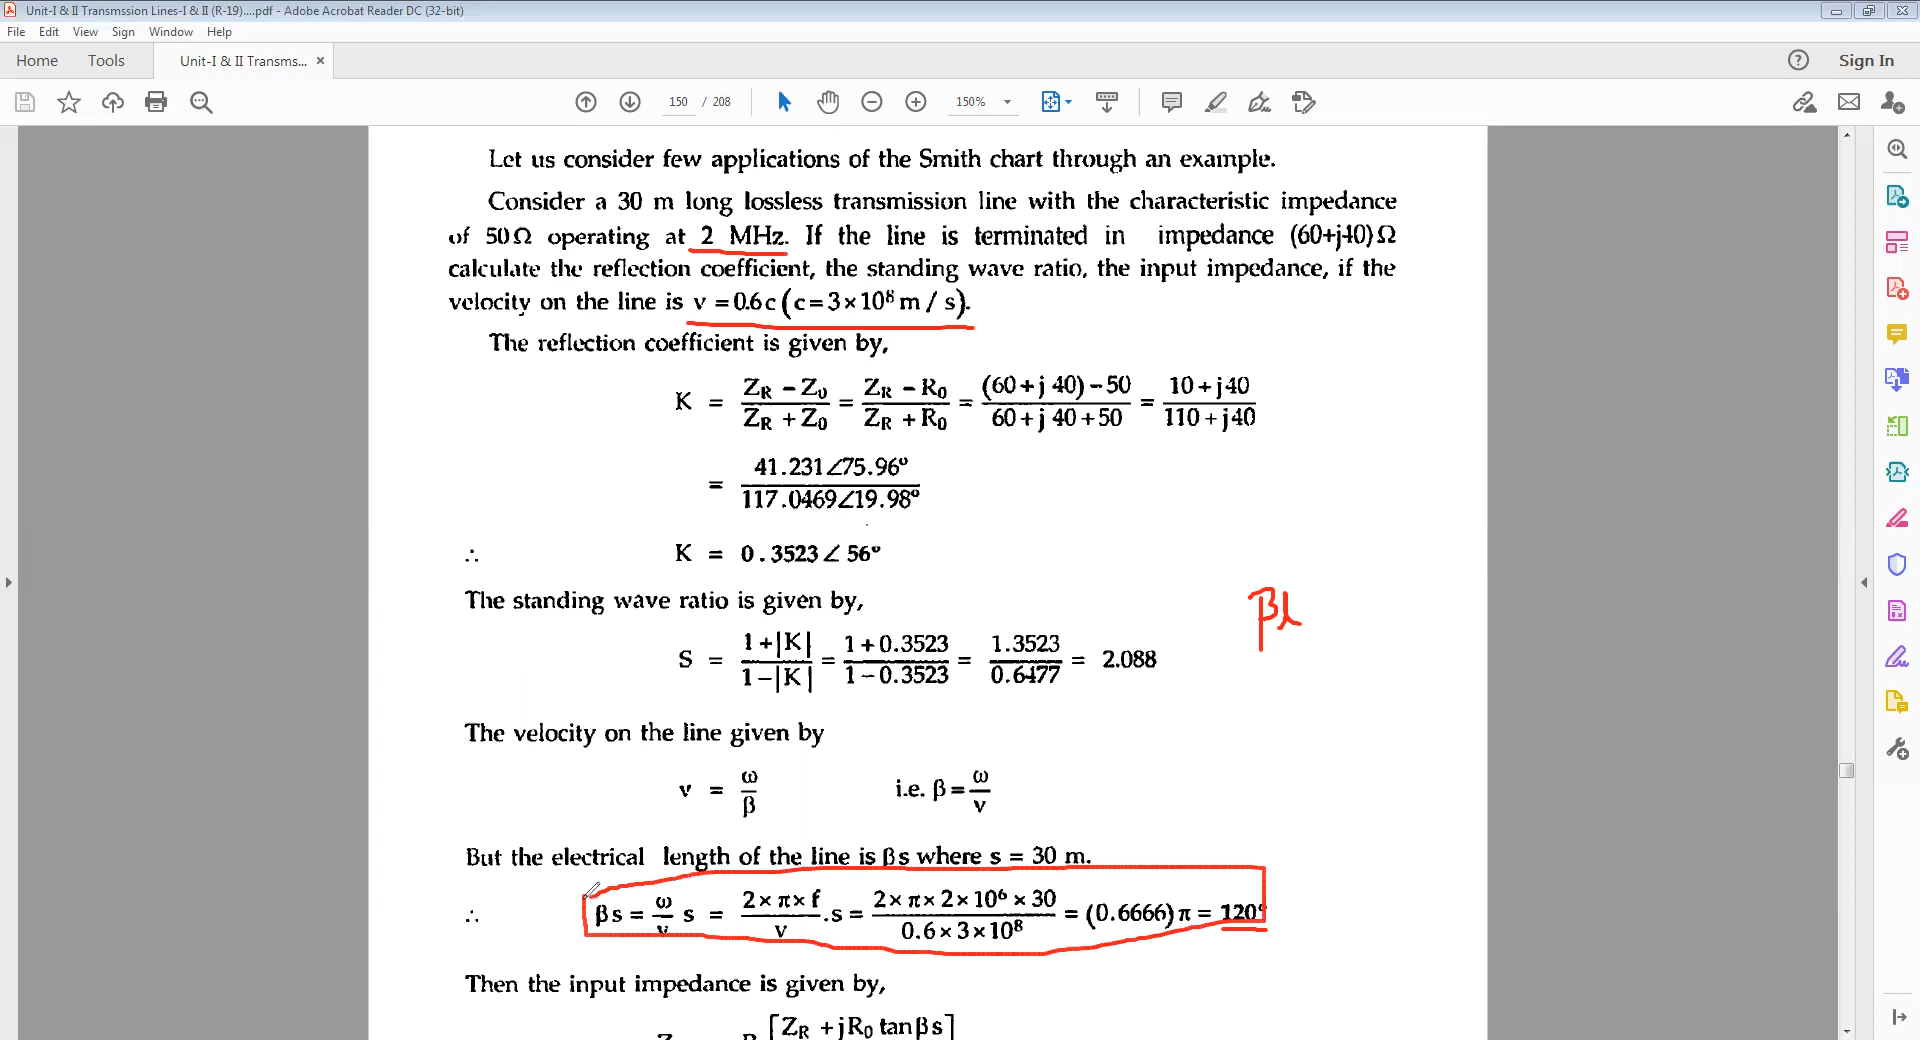 Unit-I & II Transmssion Lines-I & II (R-19)....pdf - Adobe Acrobat Reader DC (32-bit)
File Edit View Sign Window Help
Home Tools Unit-I & II Transms... × Sign In
150 / 208 150%
Let us consider few applications of the Smith chart through an example.
Consider a 30 m long lossless transmission line with the characteristic impedance
of 50Ω operating at 2 MHz. If the line is terminated in impedance (60+j40)Ω
calculate the reflection coefficient, the standing wave ratio, the input impedance, if the
velocity on the line is v = 0.6c (c = 3×10⁸ m / s).
The reflection coefficient is given by,
K = (Z_R − Z_0)/(Z_R + Z_0) = (Z_R − R_0)/(Z_R + R_0) = ((60 + j 40) − 50)/(60 + j 40 + 50) = (10 + j40)/(110 + j40)
= 41.231∠75.96°/117.0469∠19.98°
∴ K = 0.3523∠ 56°
The standing wave ratio is given by,
βl
S = (1 + |K|)/(1 − |K|) = (1 + 0.3523)/(1 − 0.3523) = 1.3523/0.6477 = 2.088
The velocity on the line given by
v = ω/β i.e. β = ω/v
But the electrical length of the line is βs where s = 30 m.
∴ βs = ω/v s = (2 × π × f)/v .s = (2 × π × 2 × 10⁶ × 30)/(0.6 × 3 × 10⁸) = (0.6666) π = 120°
Then the input impedance is given by,
[Z_R + jR_0 tan βs]